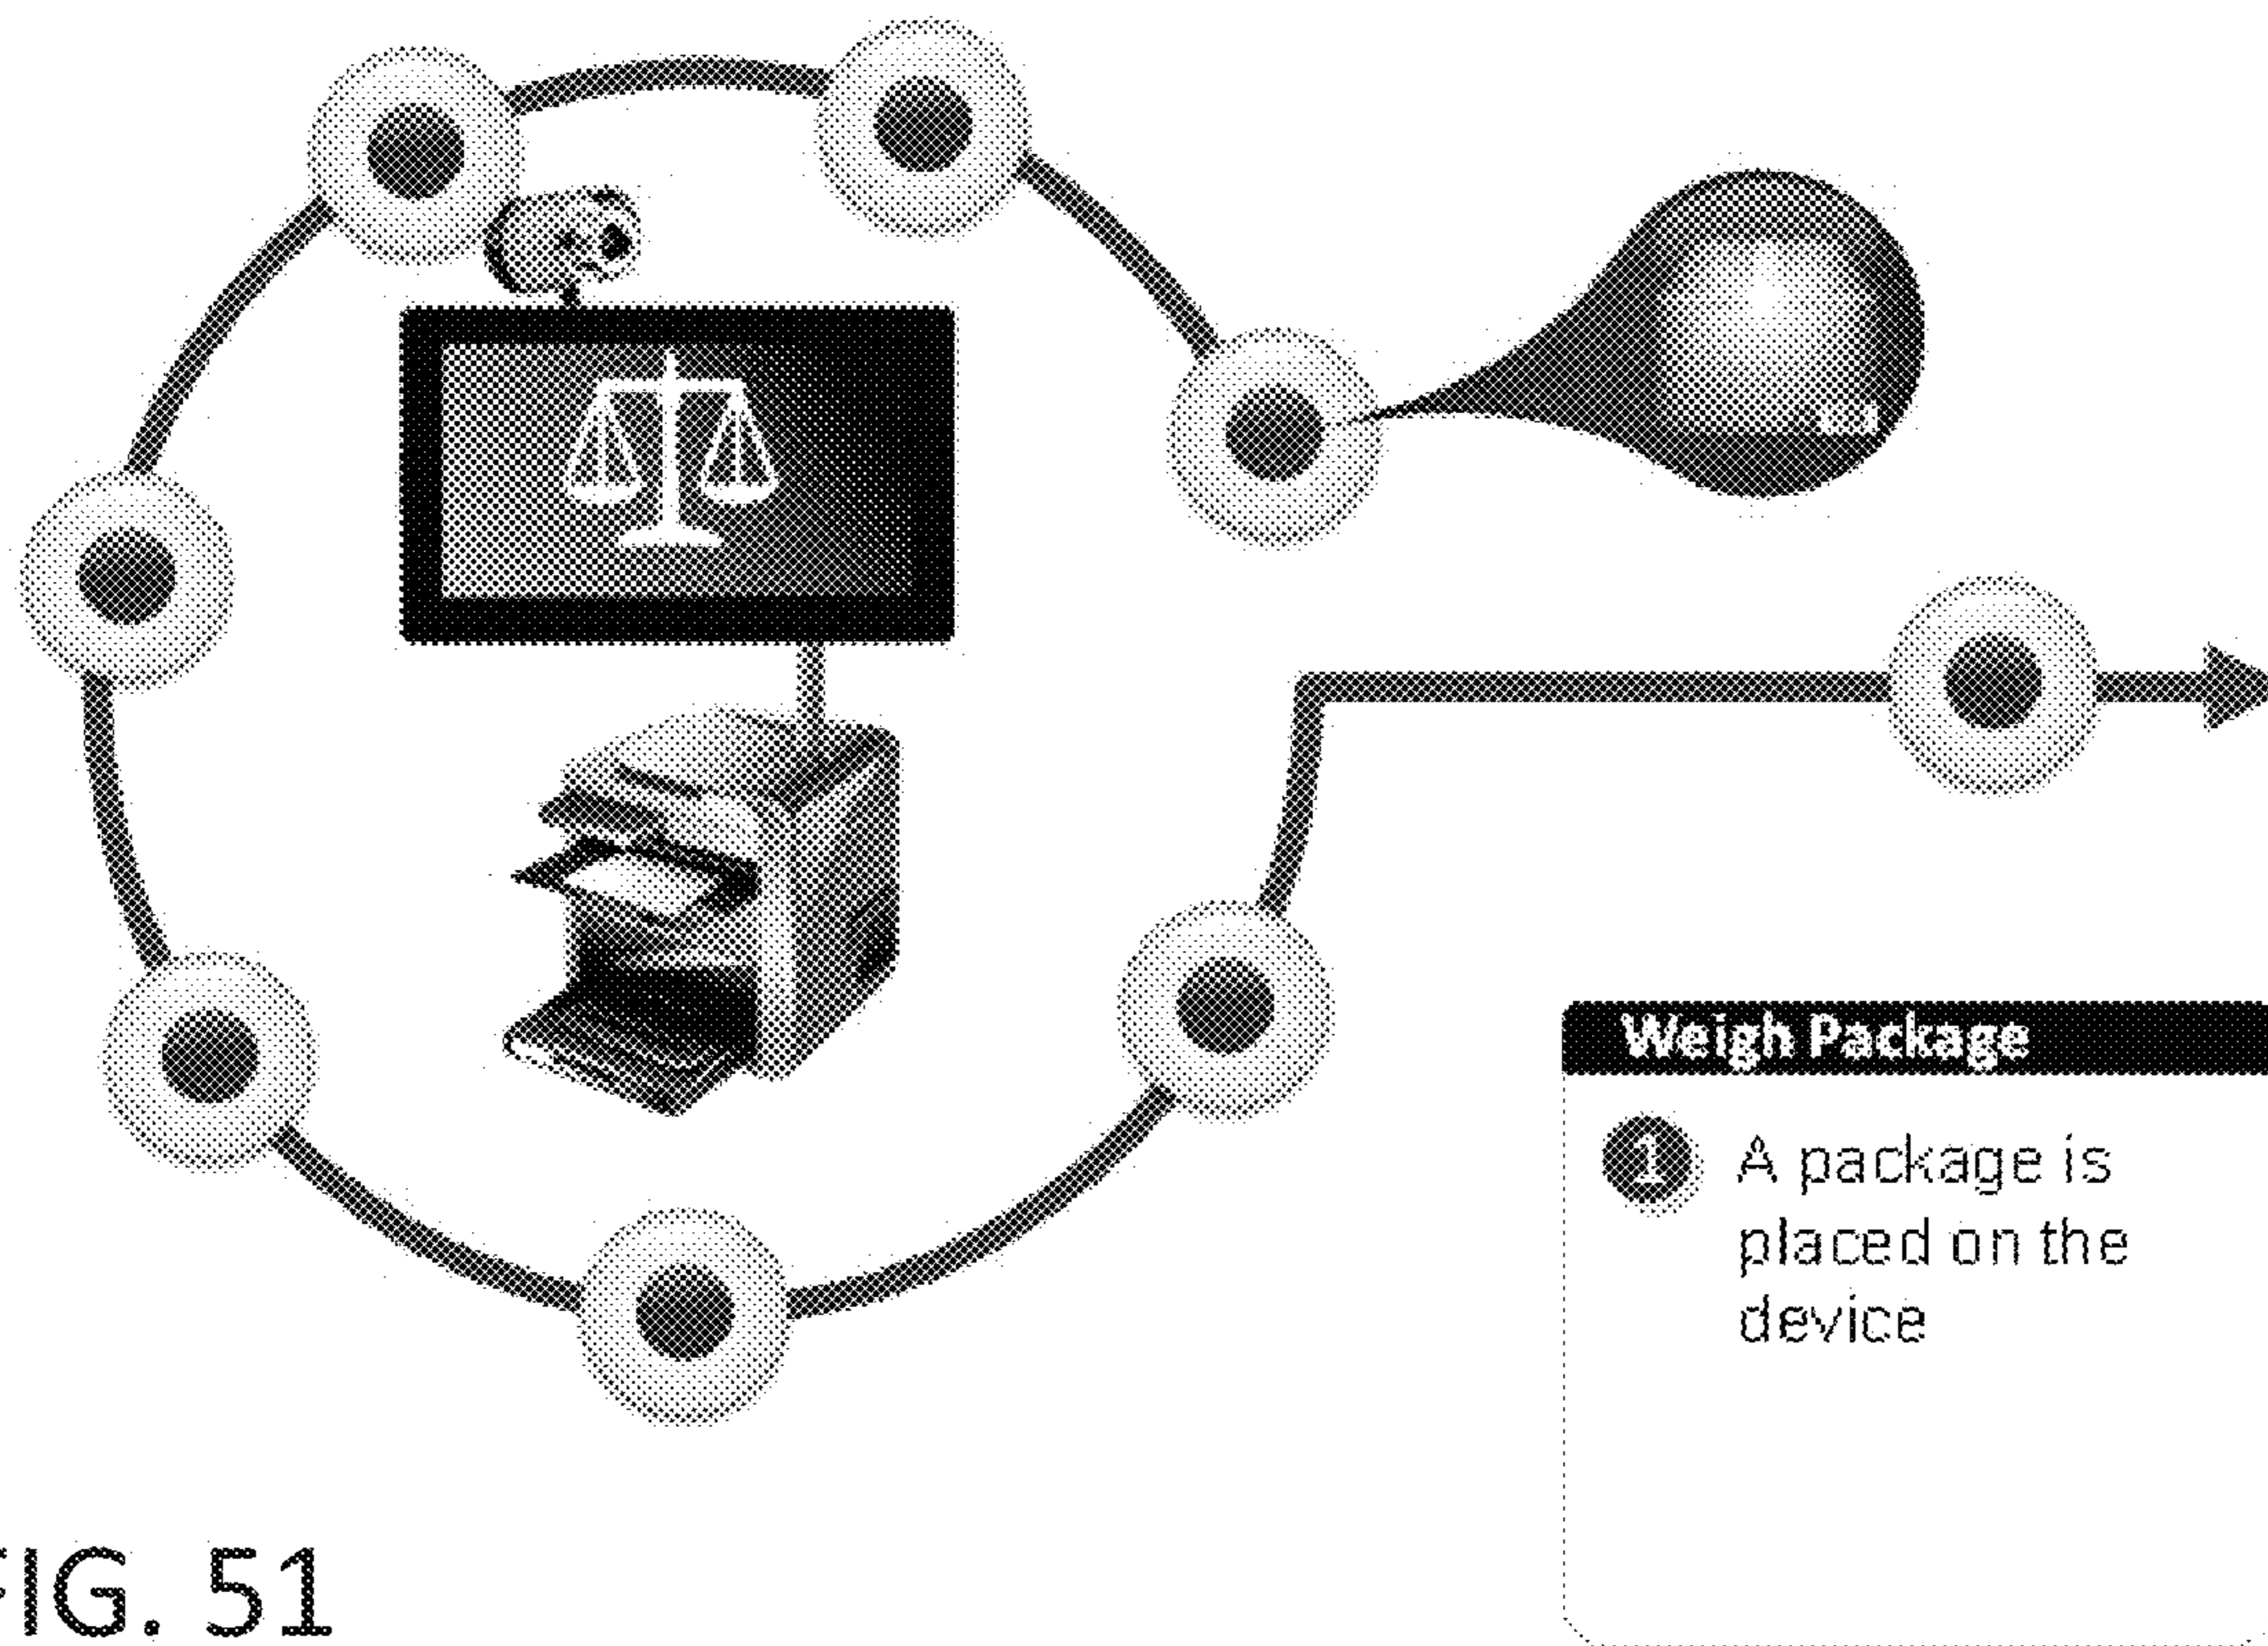 Weigh Package
1 A package is
placed on the
device
FIG. 51